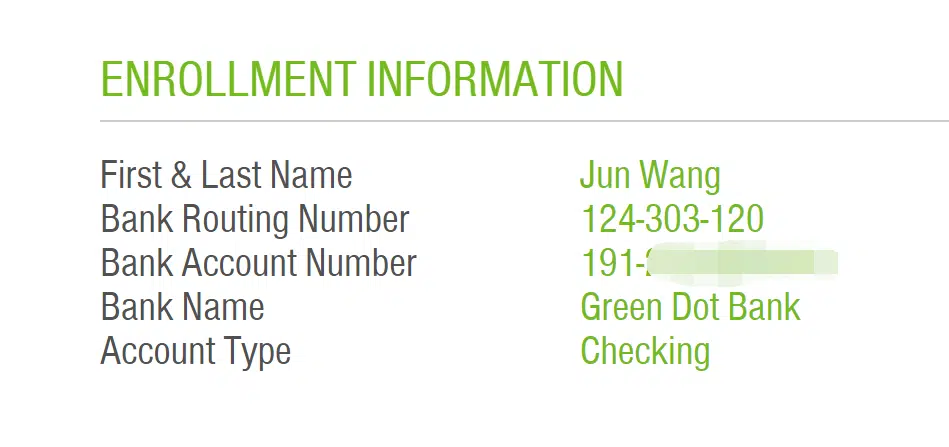 ENROLLMENT INFORMATION
First & Last Name Jun Wang
Bank Routing Number 124-303-120
Bank Account Number 191-
Bank Name Green Dot Bank
Account Type Checking